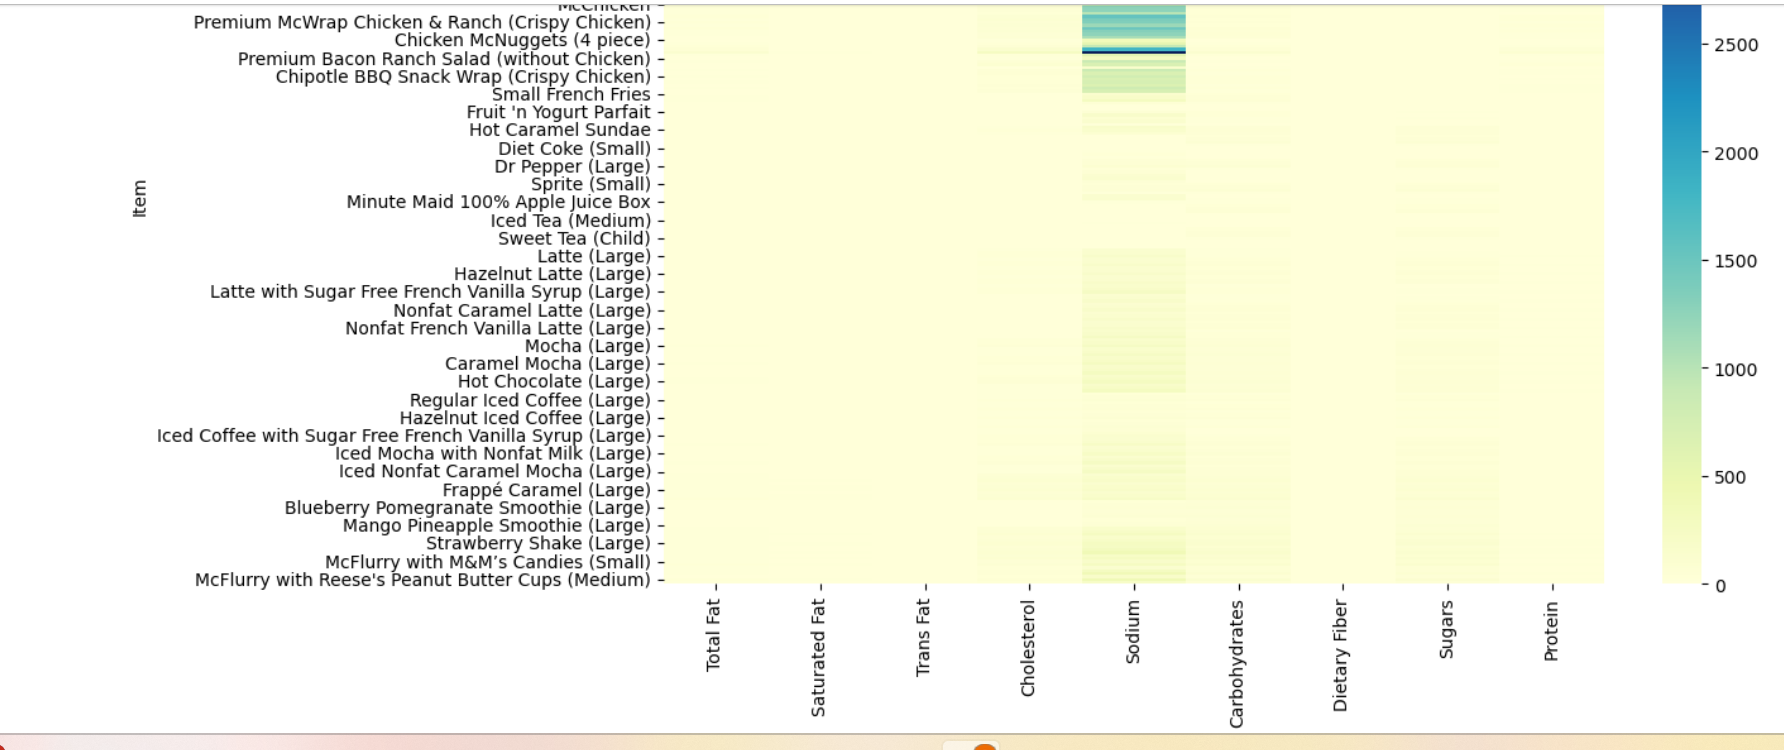 McChicken
Premium McWrap Chicken & Ranch (Crispy Chicken)
Chicken McNuggets (4 piece)
Premium Bacon Ranch Salad (without Chicken)
Chipotle BBQ Snack Wrap (Crispy Chicken)
Small French Fries
Fruit 'n Yogurt Parfait
Hot Caramel Sundae
Diet Coke (Small)
Dr Pepper (Large)
Sprite (Small)
Minute Maid 100% Apple Juice Box
Iced Tea (Medium)
Sweet Tea (Child)
Latte (Large)
Hazelnut Latte (Large)
Latte with Sugar Free French Vanilla Syrup (Large)
Nonfat Caramel Latte (Large)
Nonfat French Vanilla Latte (Large)
Mocha (Large)
Caramel Mocha (Large)
Hot Chocolate (Large)
Regular Iced Coffee (Large)
Hazelnut Iced Coffee (Large)
Iced Coffee with Sugar Free French Vanilla Syrup (Large)
Iced Mocha with Nonfat Milk (Large)
Iced Nonfat Caramel Mocha (Large)
Frappé Caramel (Large)
Blueberry Pomegranate Smoothie (Large)
Mango Pineapple Smoothie (Large)
Strawberry Shake (Large)
McFlurry with M&M’s Candies (Small)
McFlurry with Reese's Peanut Butter Cups (Medium)
Item
Total Fat
Saturated Fat
Trans Fat
Cholesterol
Sodium
Carbohydrates
Dietary Fiber
Sugars
Protein
2500
2000
1500
1000
500
0